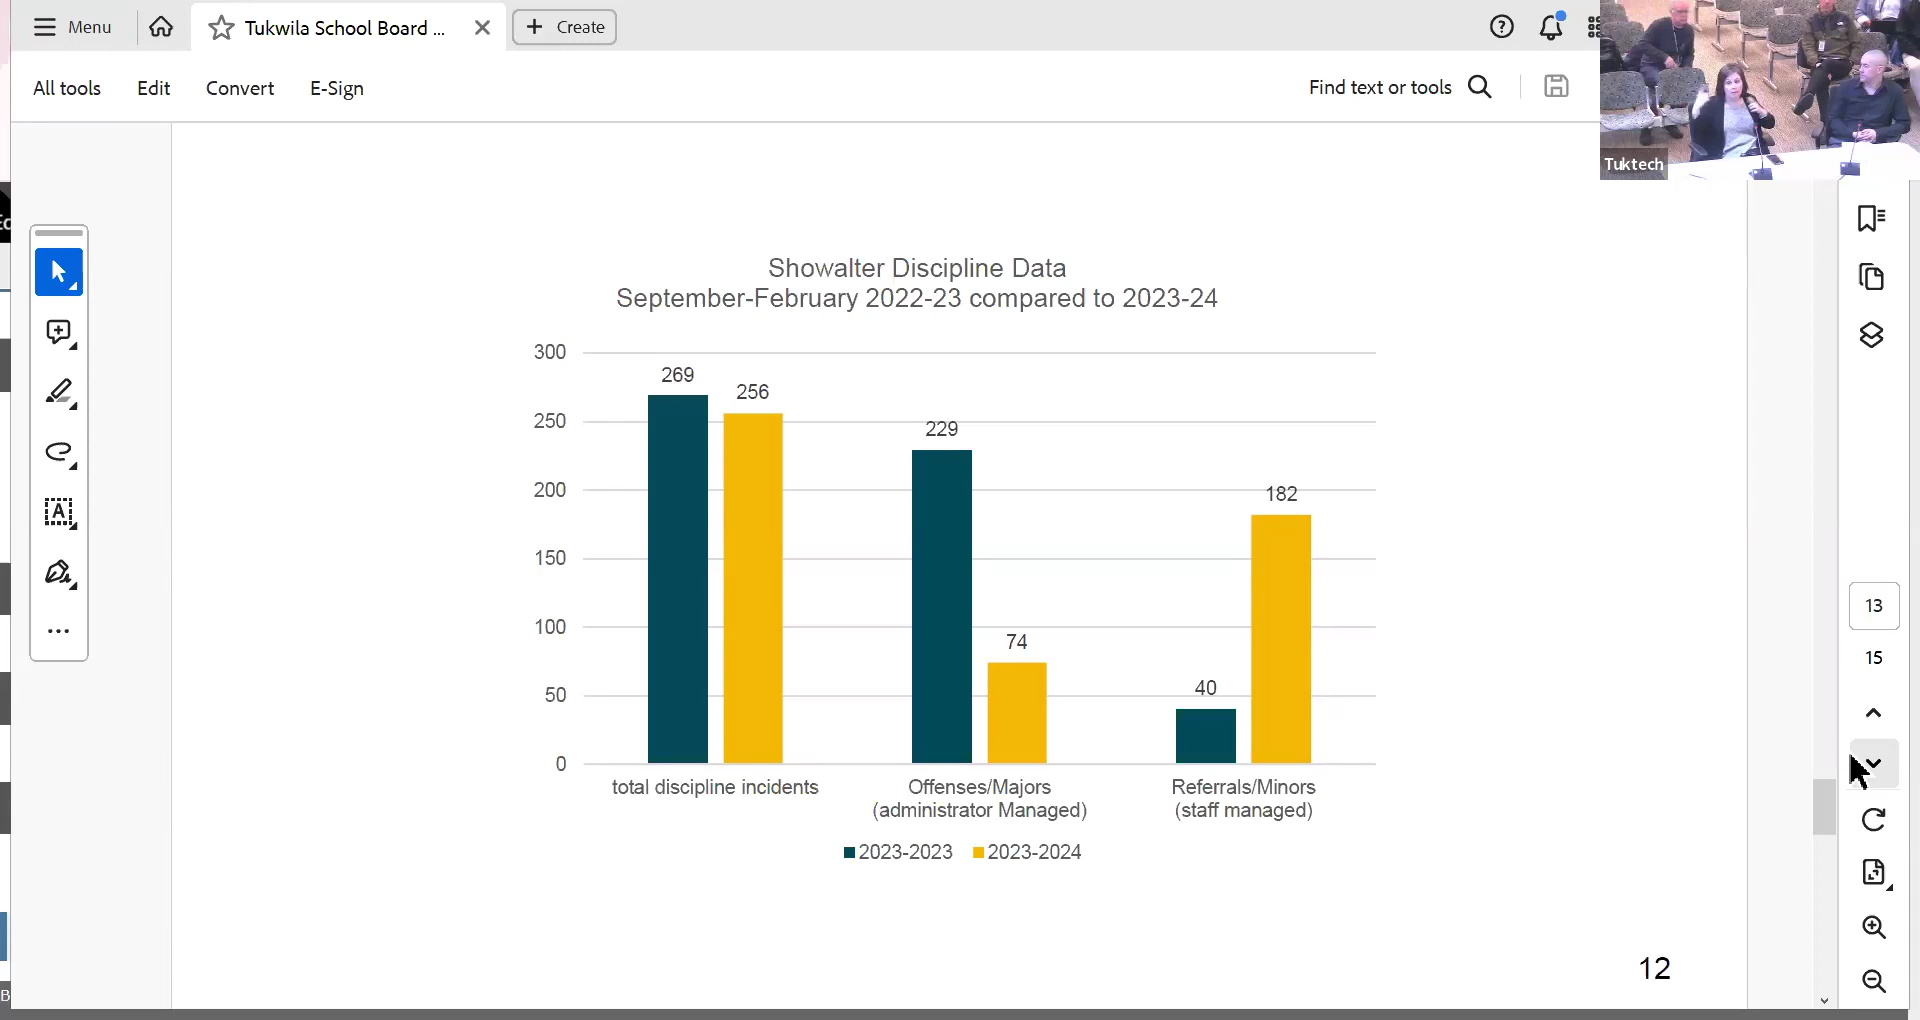 Menu
Tukwila School Board ...
Create
All tools
Edit
Convert
E-Sign
Find text or tools
Tuktech
Showalter Discipline Data
September-February 2022-23 compared to 2023-24
300
250
200
150
100
50
0
269
256
229
74
40
182
total discipline incidents
Offenses/Majors
(administrator Managed)
Referrals/Minors
(staff managed)
2023-2023
2023-2024
13
15
12